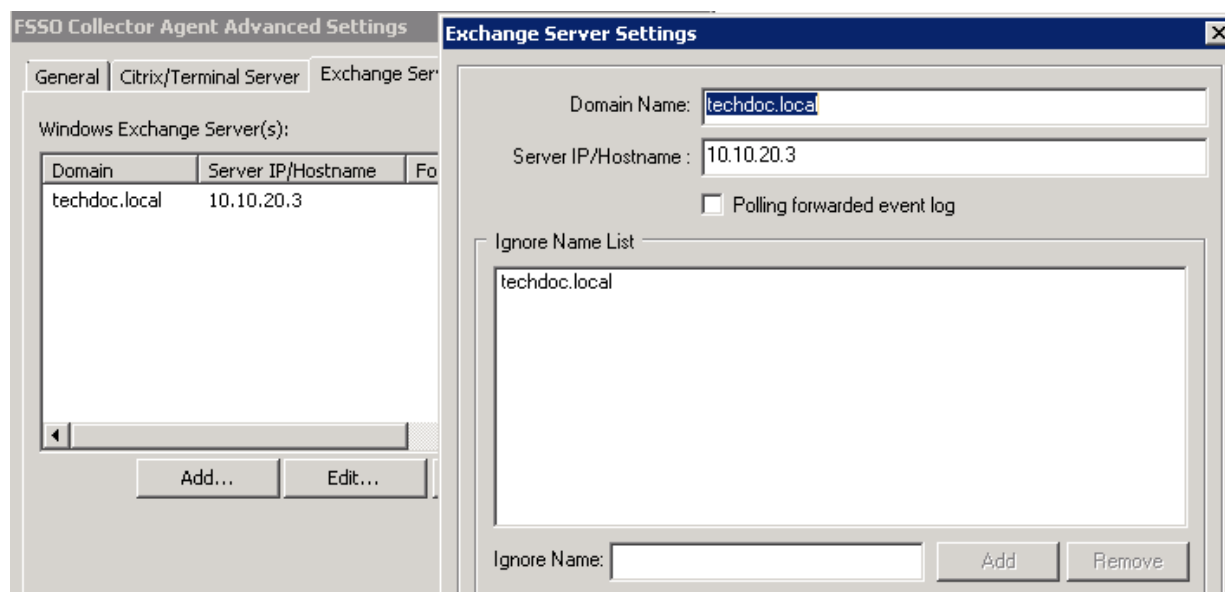 FSSO Collector Agent Advanced Settings
General Citrix/Terminal Server Exchange Ser
Windows Exchange Server(s):
Domain Server IP/Hostname Fo
techdoc.local 10.10.20.3
Add... Edit...
Exchange Server Settings
Domain Name: techdoc.local
Server IP/Hostname : 10.10.20.3
Polling forwarded event log
Ignore Name List
techdoc.local
Ignore Name: Add Remove